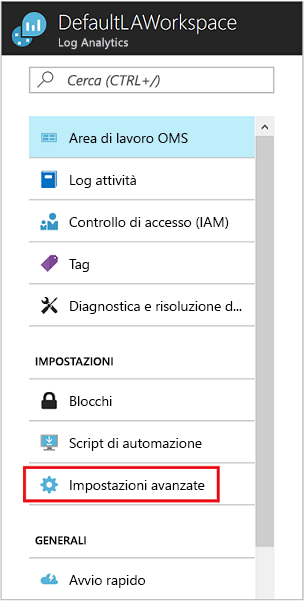 DefaultLAWorkspace
Log Analytics
Cerca (CTRL+/)
Area di lavoro OMS
Log attività
Controllo di accesso (IAM)
Tag
Diagnostica e risoluzione d...
IMPOSTAZIONI
Blocchi
Script di automazione
Impostazioni avanzate
GENERALI
Avvio rapido